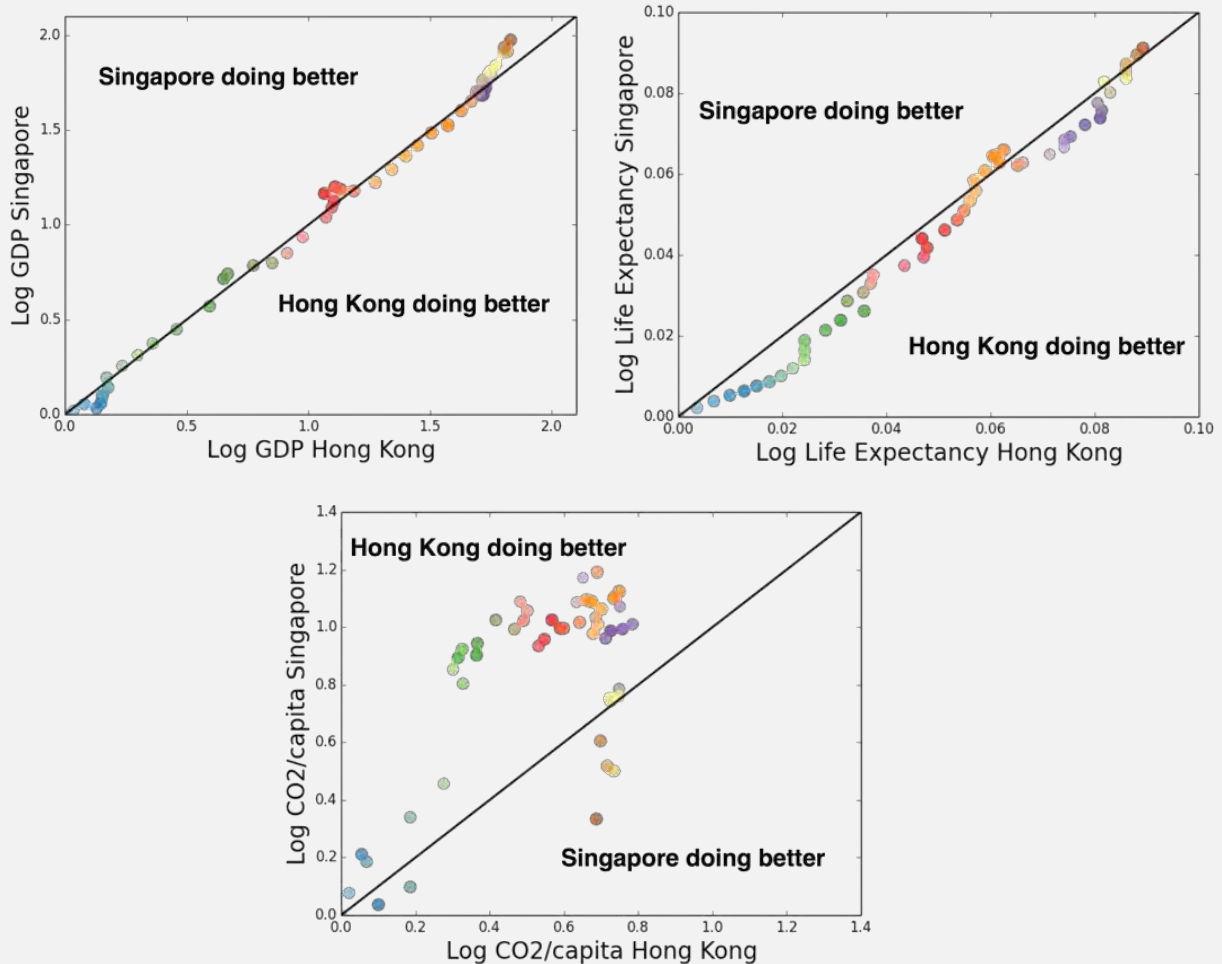 Singapore doing better
Hong Kong doing better
Log GDP Singapore
2.0
1.5
1.0
0.5
0.0
0.0 0.5 1.0 1.5 2.0
Log GDP Hong Kong
Singapore doing better
Hong Kong doing better
Log Life Expectancy Singapore
0.10
0.08
0.06
0.04
0.02
0.00
0.00 0.02 0.04 0.06 0.08 0.10
Log Life Expectancy Hong Kong
Hong Kong doing better
Singapore doing better
Log CO2/capita Singapore
1.4
1.2
1.0
0.8
0.6
0.4
0.2
0.0
0.0 0.2 0.4 0.6 0.8 1.0 1.2 1.4
Log CO2/capita Hong Kong